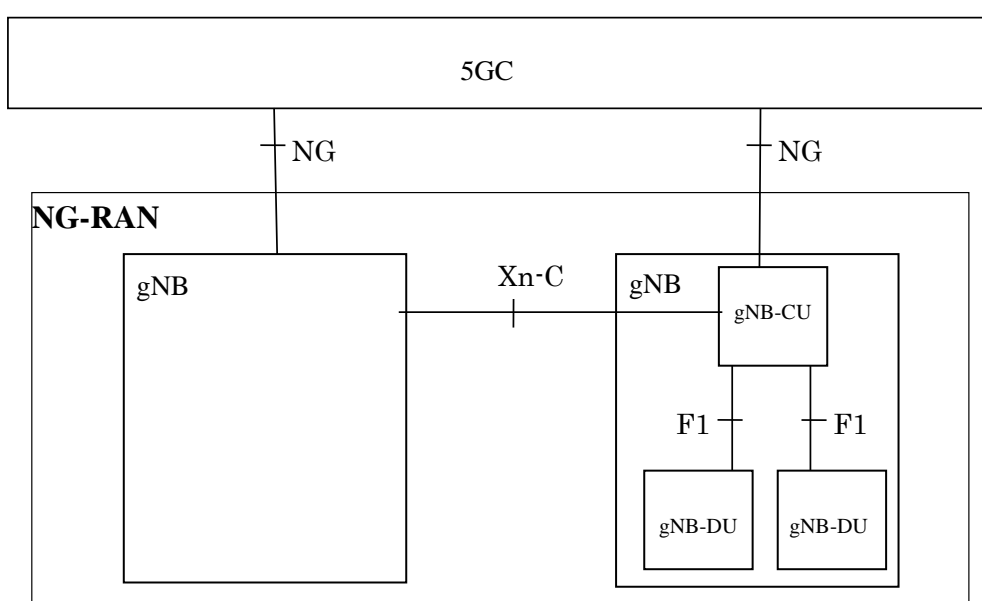 5GC
NG
NG
NG-RAN
gNB
Xn-C
gNB
gNB-CU
F1
F1
gNB-DU
gNB-DU